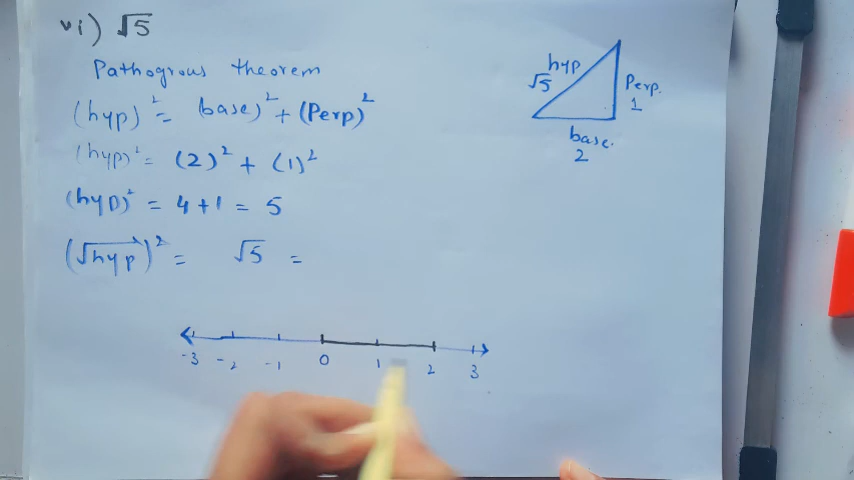 vi) √5
Pathogrous theorem
(hyp)² = (base)² + (Perp)²
(hyp)² = (2)² + (1)²
(hyp)² = 4+1 = 5
(√hyp)² = √5 =
hyp
√5
Perp.
1
base.
2
-3 -2 -1 0 1 2 3